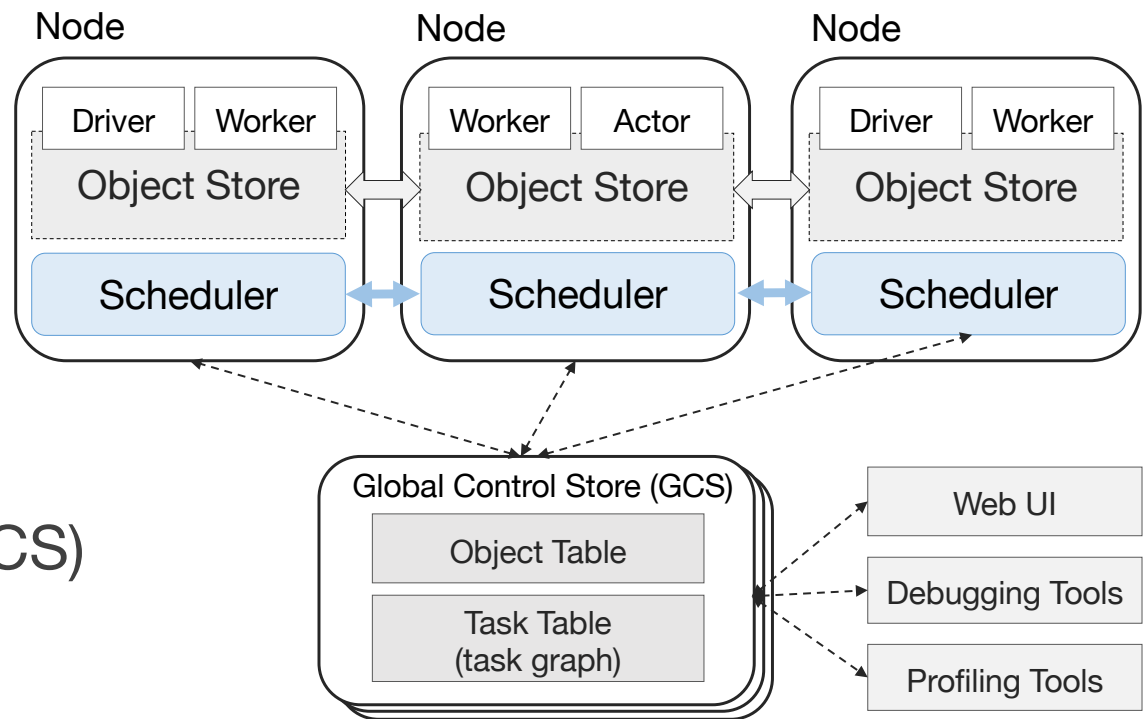 Node
Node
Node
Driver
Worker
Worker
Actor
Driver
Worker
Object Store
Object Store
Object Store
Scheduler
Scheduler
Scheduler
Global Control Store (GCS)
CS)
Object Table
Task Table
(task graph)
Web UI
Debugging Tools
Profiling Tools